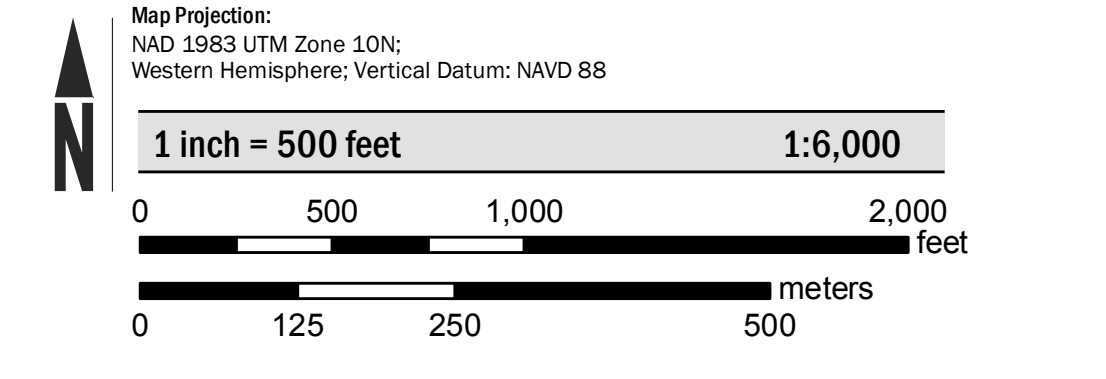 Map Projection:
NAD 1983 UTM Zone 10N;
Western Hemisphere; Vertical Datum: NAVD 88
N
1 inch = 500 feet 1:6,000
0 500 1,000 2,000
feet
meters
0 125 250 500